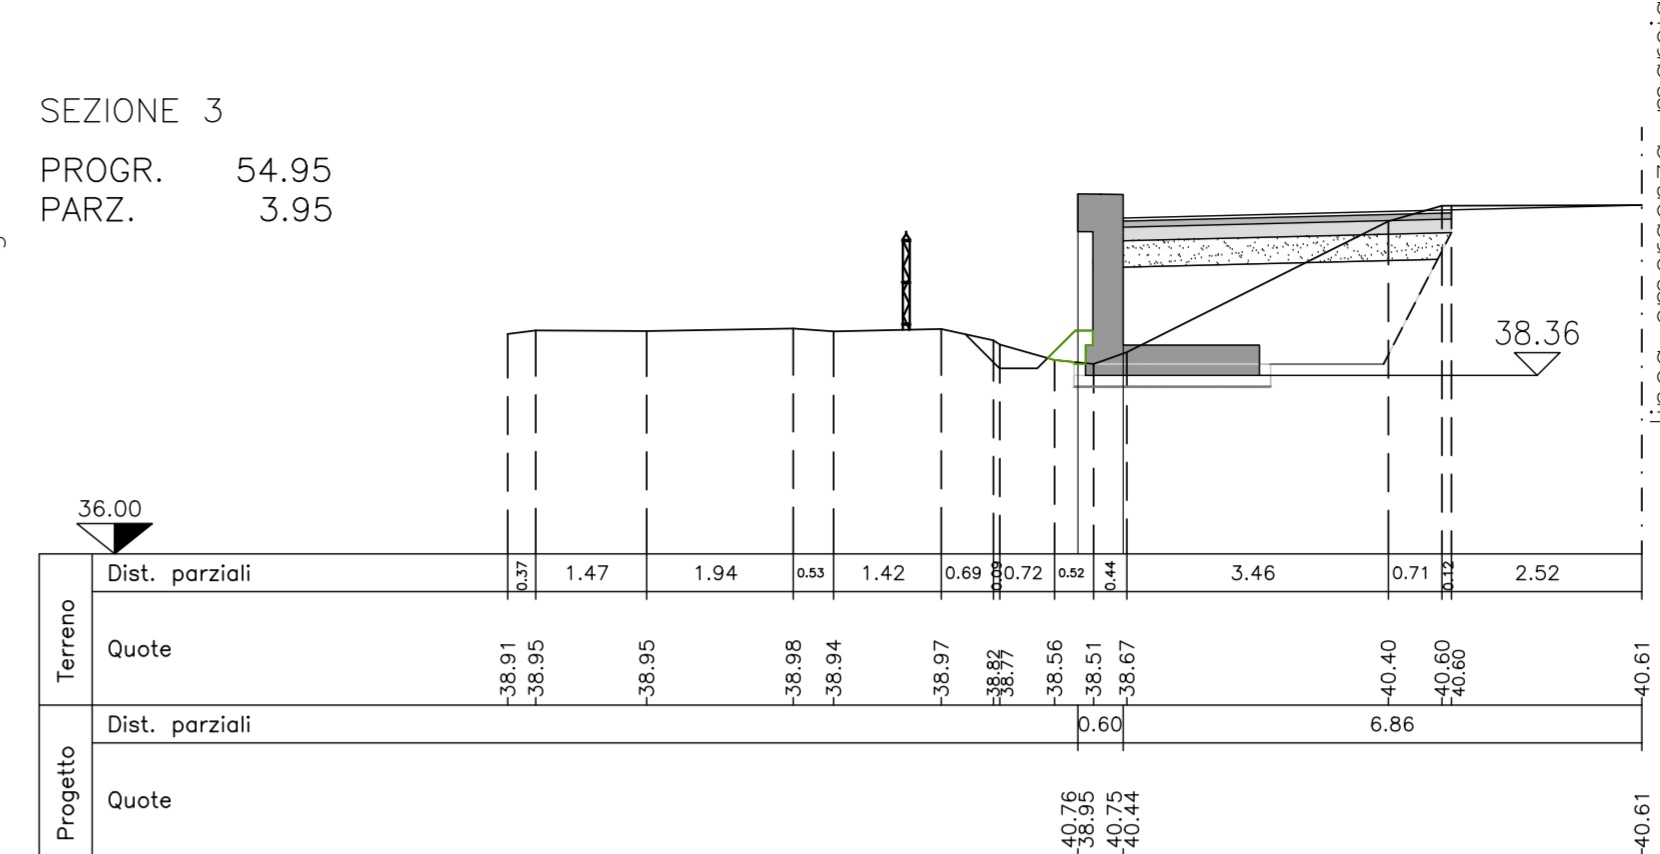 SEZIONE 3
PROGR. 54.95
PARZ. 3.95
38.36
36.00
Terreno
Dist. parziali
0.37 1.47 1.94 0.53 1.42 0.69 0.09 0.72 0.52 0.44 3.46 0.71 0.12 2.52
Quote
38.91 38.95 38.95 38.98 38.94 38.97 38.82 38.77 38.56 38.51 38.67 40.40 40.60 40.60 40.61
Progetto
Dist. parziali
0.60 6.86
Quote
40.76 38.95 40.75 40.44 40.61